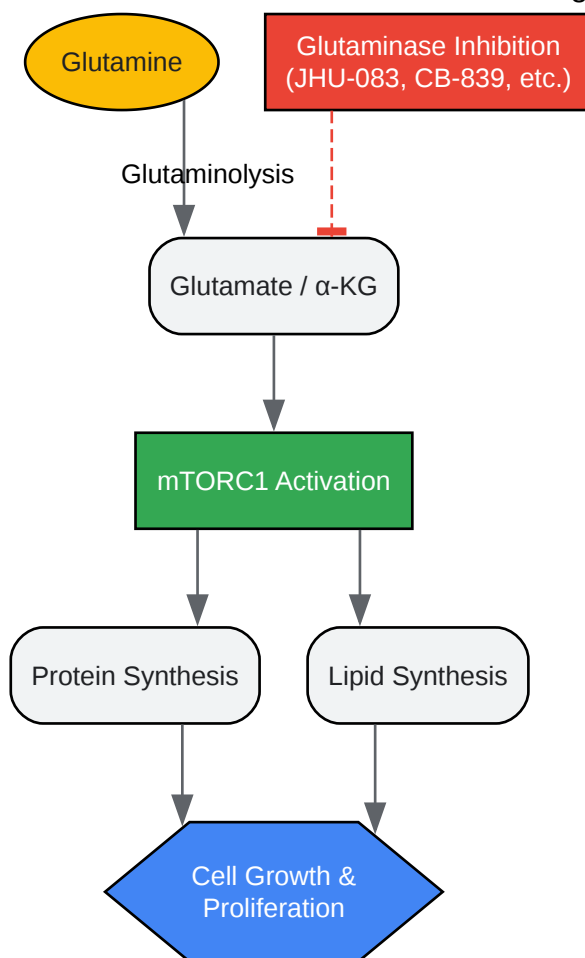 Glutamine
Glutaminase Inhibition
(JHU-083, CB-839, etc.)
Glutaminolysis
Glutamate / α-KG
mTORC1 Activation
Protein Synthesis
Lipid Synthesis
Cell Growth &
Proliferation